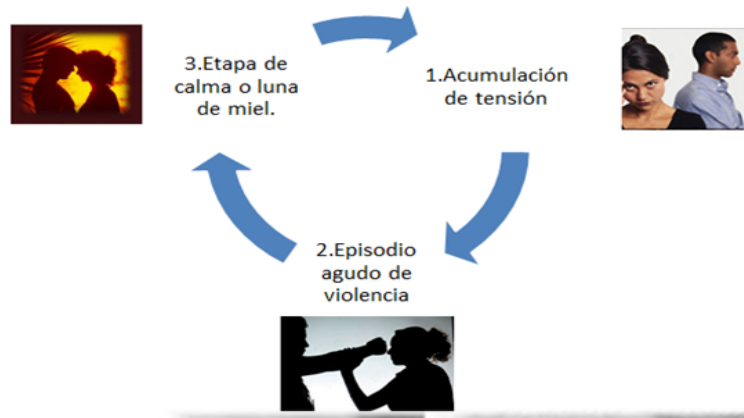 3.Etapa de
calma o luna
de miel.
1.Acumulación
de tensión
2.Episodio
agudo de
violencia